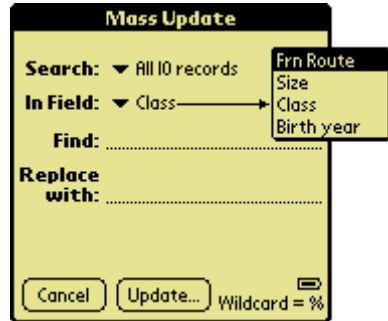 Mass Update
Search: All 10 records
In Field: Class
Frn Route
Size
Class
Birth year
Find:
Replace
with:
Cancel Update... Wildcard = %